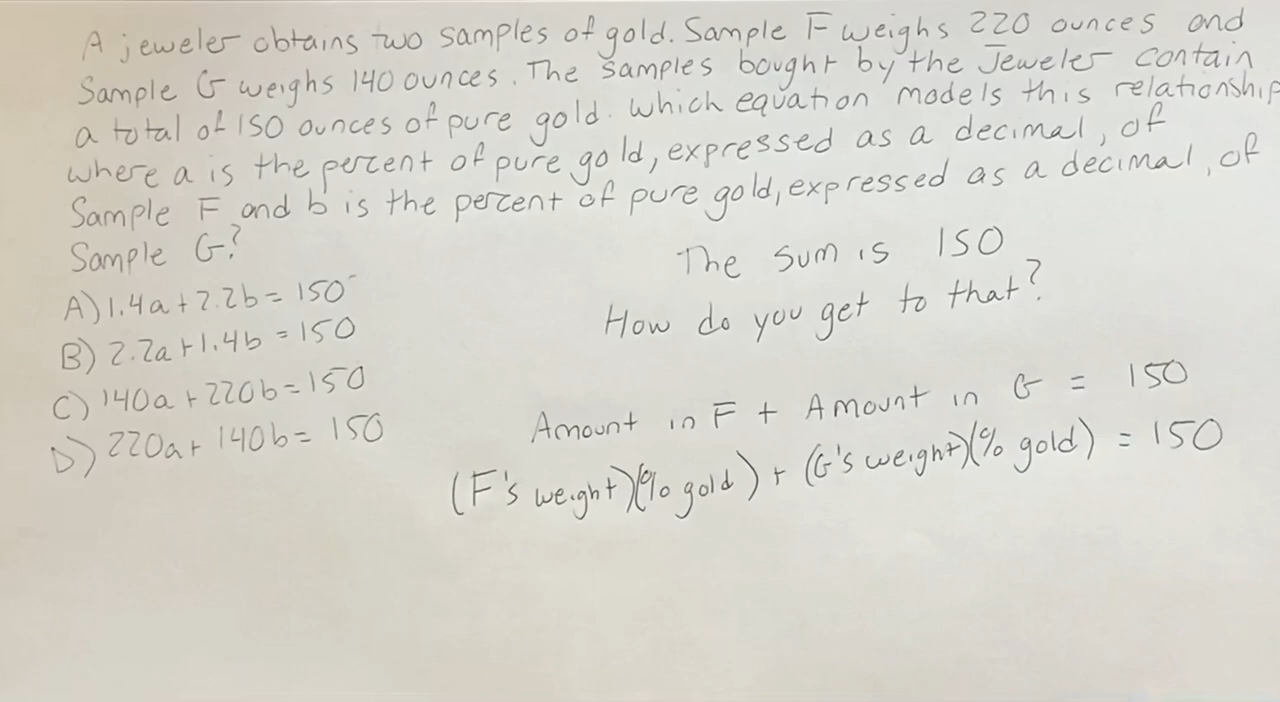 A jeweler obtains two samples of gold. Sample F weighs 220 ounces and
Sample G weighs 140 ounces. The samples bought by the Jeweler contain
a total of 150 ounces of pure gold. which equation models this relationship
where a is the percent of pure gold, expressed as a decimal, of
Sample F and b is the percent of pure gold, expressed as a decimal, of
Sample G?
The sum is 150
A) 1.4a + 2.2b = 150
How do you get to that?
B) 2.2a + 1.4b = 150
C) 140a + 220b = 150
Amount in F + Amount in G = 150
D) 220a + 140b = 150
(F's weight)(% gold) + (G's weight)(% gold) = 150